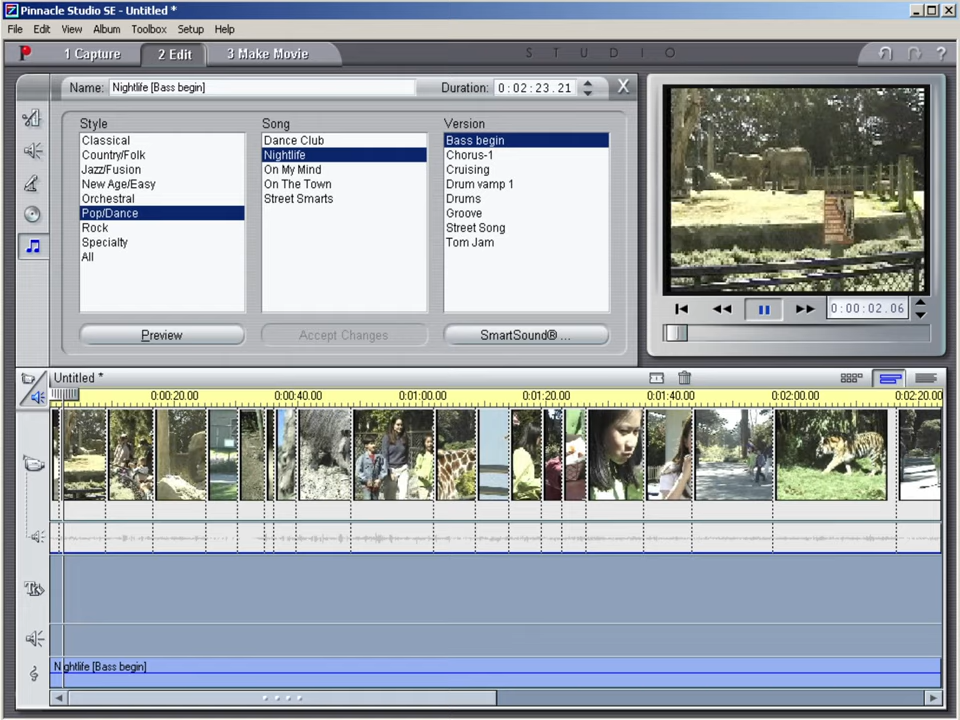 Pinnacle Studio SE - Untitled *
File Edit View Album Toolbox Setup Help
1 Capture 2 Edit 3 Make Movie STUDIO ?
Name: Nightlife [Bass begin] Duration: 0:02:23.21 X
Style Song Version
Classical Dance Club Bass begin
Country/Folk Nightlife Chorus-1
Jazz/Fusion On My Mind Cruising
New Age/Easy On The Town Drum vamp 1
Orchestral Street Smarts Drums
Pop/Dance Groove
Rock Street Song
Specialty Tom Jam
All
0:00:02.06
Preview Accept Changes SmartSound® ...
Untitled *
0:00:20.00 0:00:40.00 0:01:00.00 0:01:20.00 0:01:40.00 0:02:00.00 0:02:20.00
Nightlife [Bass begin]